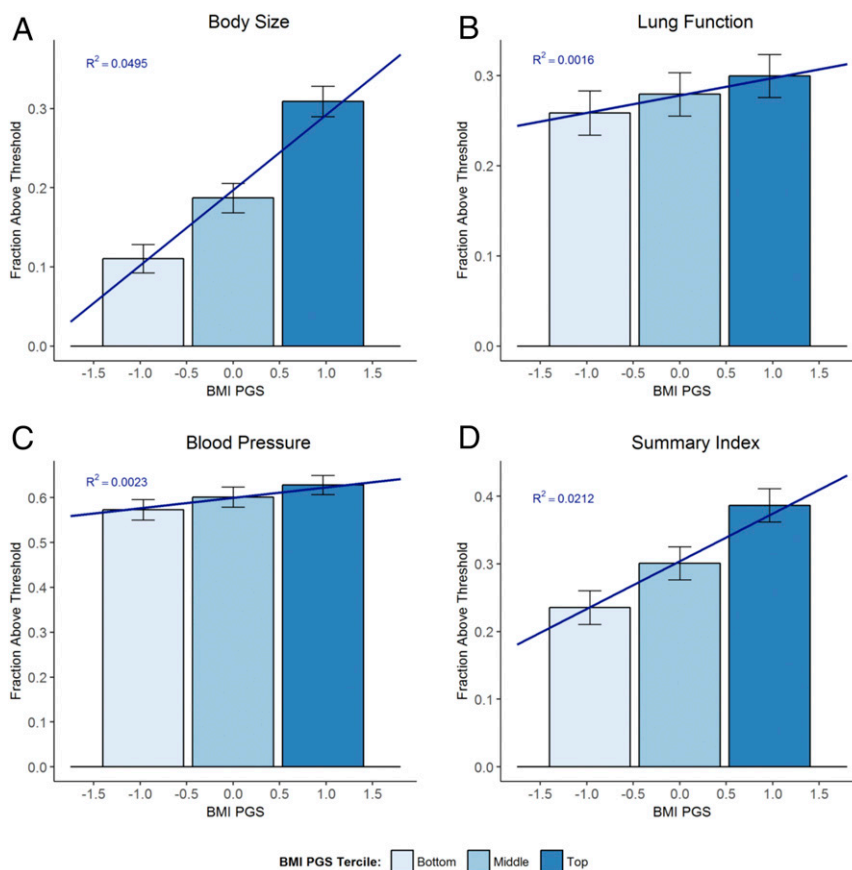 A
Body Size
R² = 0.0495
Fraction Above Threshold
0.3
0.2
0.1
0.0
-1.5 -1.0 -0.5 0.0 0.5 1.0 1.5
BMI PGS
B
Lung Function
R² = 0.0016
Fraction Above Threshold
0.3
0.2
0.1
0.0
-1.5 -1.0 -0.5 0.0 0.5 1.0 1.5
BMI PGS
C
Blood Pressure
R² = 0.0023
Fraction Above Threshold
0.6
0.5
0.4
0.3
0.2
0.1
0.0
-1.5 -1.0 -0.5 0.0 0.5 1.0 1.5
BMI PGS
D
Summary Index
R² = 0.0212
Fraction Above Threshold
0.4
0.3
0.2
0.1
0.0
-1.5 -1.0 -0.5 0.0 0.5 1.0 1.5
BMI PGS
BMI PGS Tercile: Bottom Middle Top